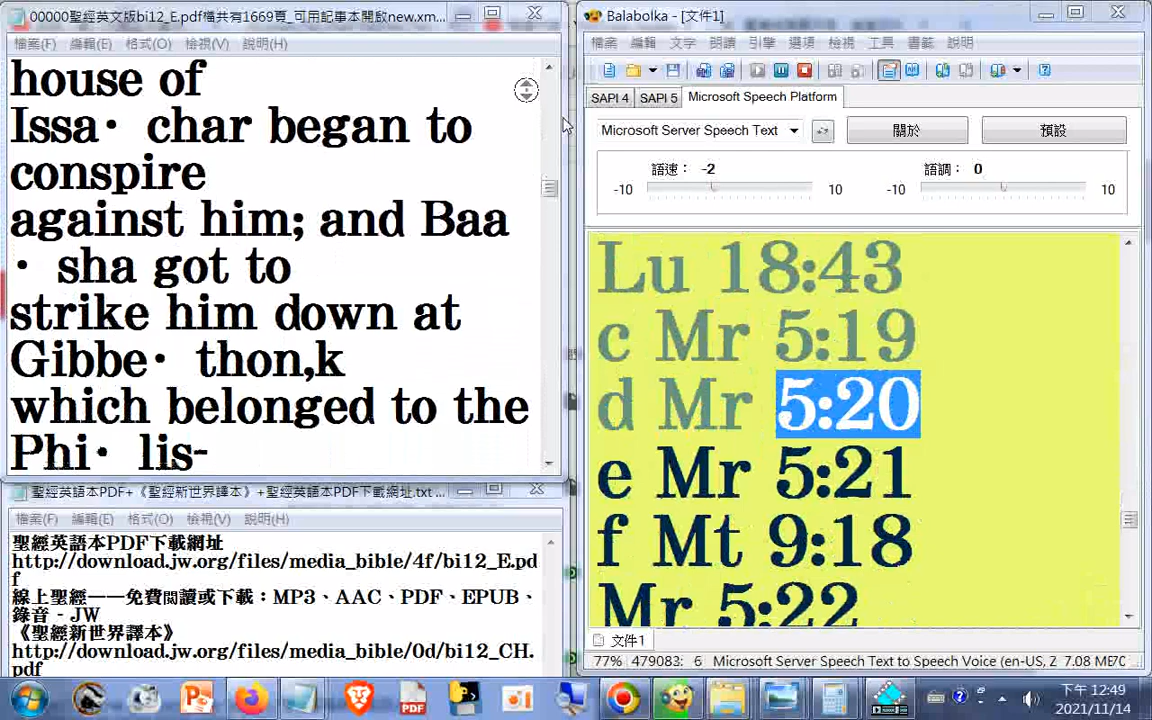 00000聖經英文版bi12_E.pdf檔共有1669頁_可用記事本開啟new.xm...
檔案(F) 編輯(E) 格式(O) 檢視(V) 說明(H)
house of
Issa· char began to
conspire
against him; and Baa
· sha got to
strike him down at
Gibbe· thon,k
which belonged to the
Phi· lis-
聖經英語本PDF+《聖經新世界譯本》+聖經英語本PDF下載網址.txt ...
檔案(F) 編輯(E) 格式(O) 檢視(V) 說明(H)
聖經英語本PDF下載網址
http://download.jw.org/files/media_bible/4f/bi12_E.pd
f
線上聖經——免費閱讀或下載：MP3、AAC、PDF、EPUB、
錄音 - JW
《聖經新世界譯本》
http://download.jw.org/files/media_bible/0d/bi12_CH.
pdf
Balabolka - [文件1]
檔案 編輯 文字 朗讀 引擎 選項 檢視 工具 書籤 說明
SAPI 4 SAPI 5 Microsoft Speech Platform
Microsoft Server Speech Text 關於 預設
語速： -2 語調： 0
-10 10 -10 10
Lu 18:43
c Mr 5:19
d Mr 5:20
e Mr 5:21
f Mt 9:18
Mr 5:22
文件1
77% 479083: 6 Microsoft Server Speech Text to Speech Voice (en-US, Z 7.08 ME
PDF
下午 12:49
2021/11/14